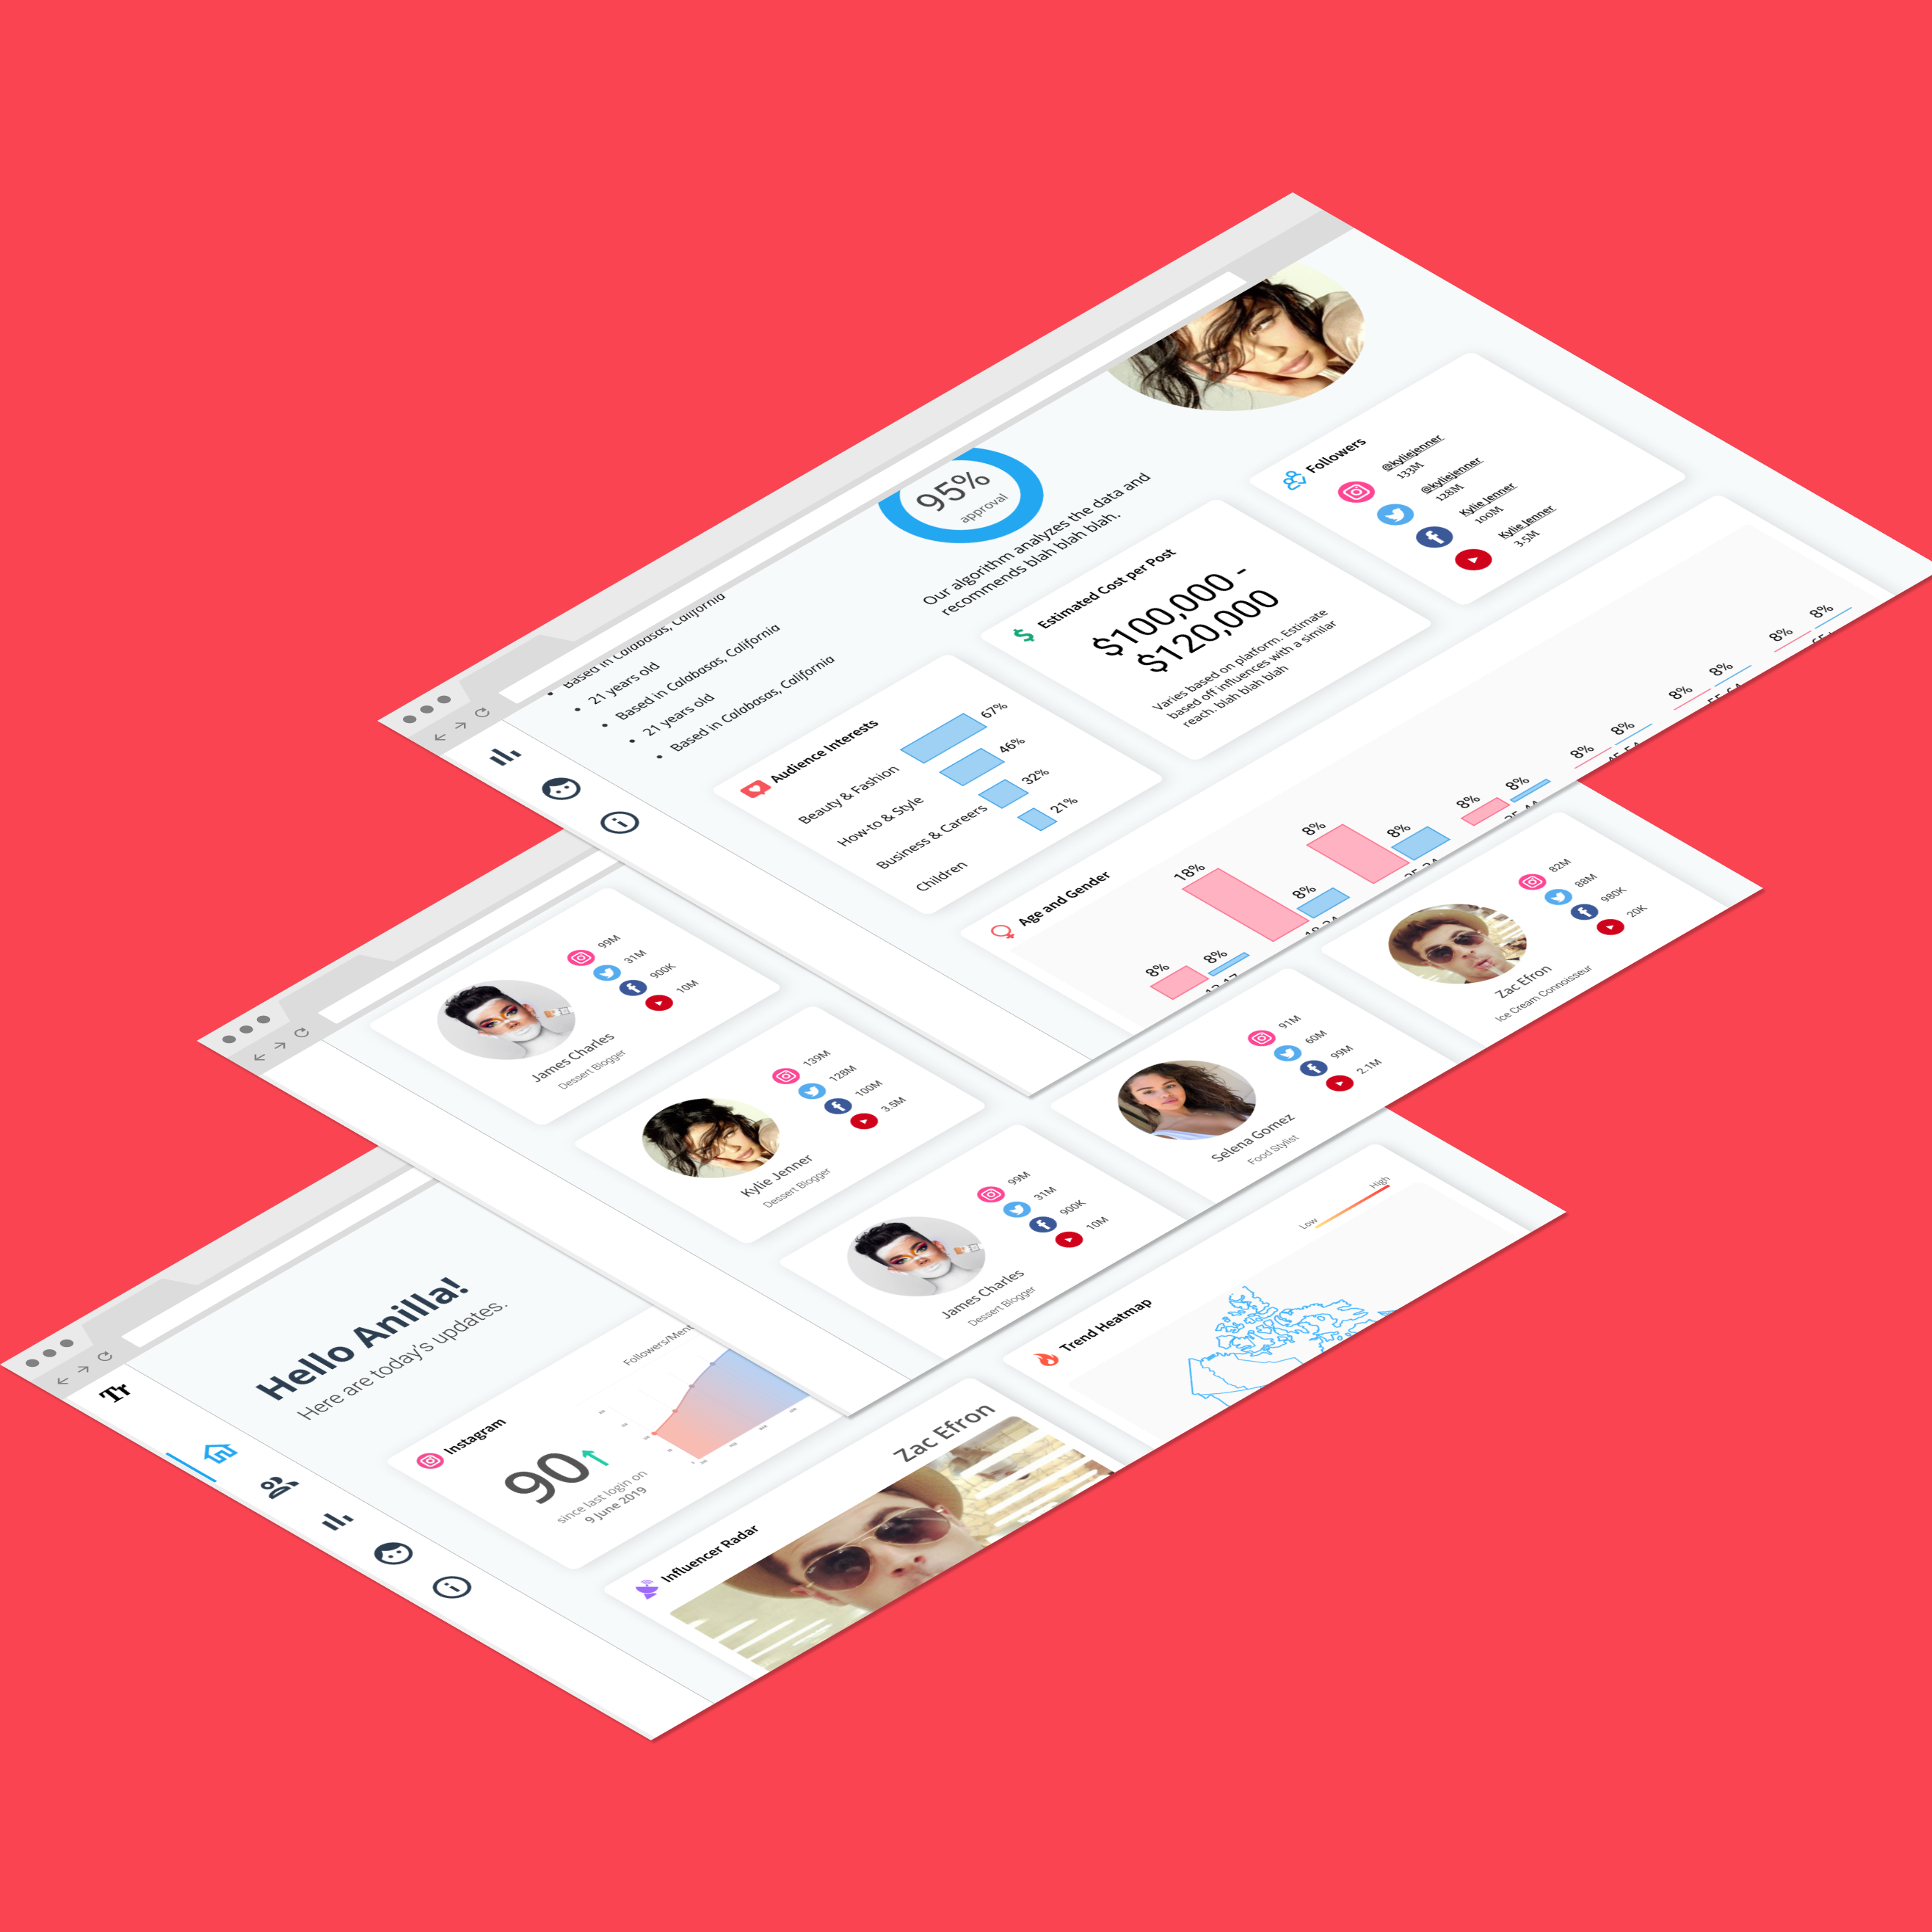 Based in Calabasas, California
21 years old
Based in Calabasas, California
21 years old
Based in Calabasas, California
95%
approval
Our algorithm analyzes the data and
recommends blah blah blah.
Audience Interests
Beauty & Fashion 67%
How-to & Style 46%
Business & Careers 32%
Children 21%
Estimated Cost per Post
$100,000 -
$120,000
Varies based on platform. Estimate
based off influences with a similar
reach. blah blah blah
Followers
@kyliejenner
133M
@kyliejenner
128M
Kylie Jenner
100M
Kylie Jenner
3.5M
Age and Gender
8% 8%
18% 8%
8% 8%
8% 8%
8% 8%
8% 8%
8% 8%
99M
31M
900K
10M
James Charles
Dessert Blogger
139M
128M
100M
3.5M
Kylie Jenner
Dessert Blogger
99M
31M
900K
10M
James Charles
Dessert Blogger
91M
60M
99M
2.1M
Selena Gomez
Food Stylist
82M
88M
980K
20K
Zac Efron
Ice Cream Connoisseur
Tr
Hello Anilla!
Here are today's updates.
Instagram
90
since last login on
9 June 2019
Influencer Radar
Zac Efron
Trend Heatmap
Low High